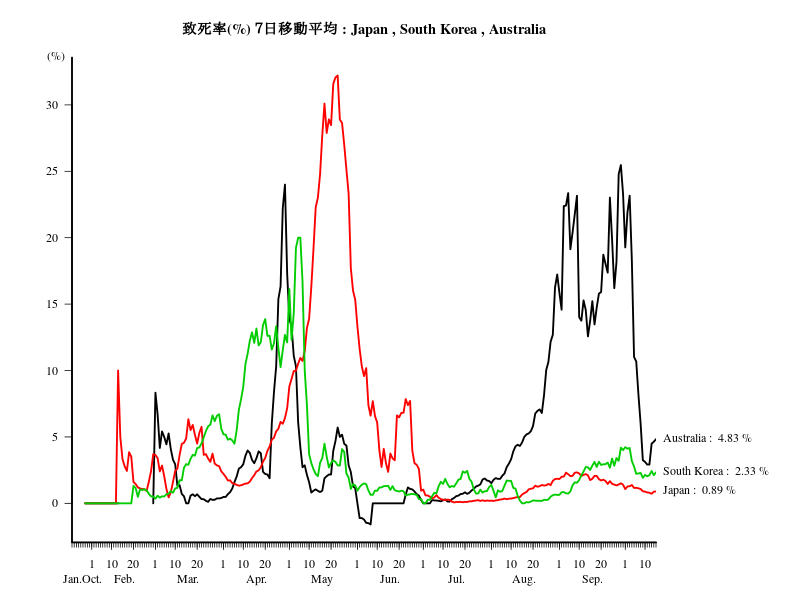 致死率(%) 7日移動平均 : Japan , South Korea , Australia
(%)
30
25
20
15
10
5
0
Australia : 4.83 %
South Korea : 2.33 %
Japan : 0.89 %
1 10 20 1 10 20 1 10 20 1 10 20 1 10 20 1 10 20 1 10 20 1 10 20 1 10
Jan.Oct. Feb. Mar. Apr. May Jun. Jul. Aug. Sep.